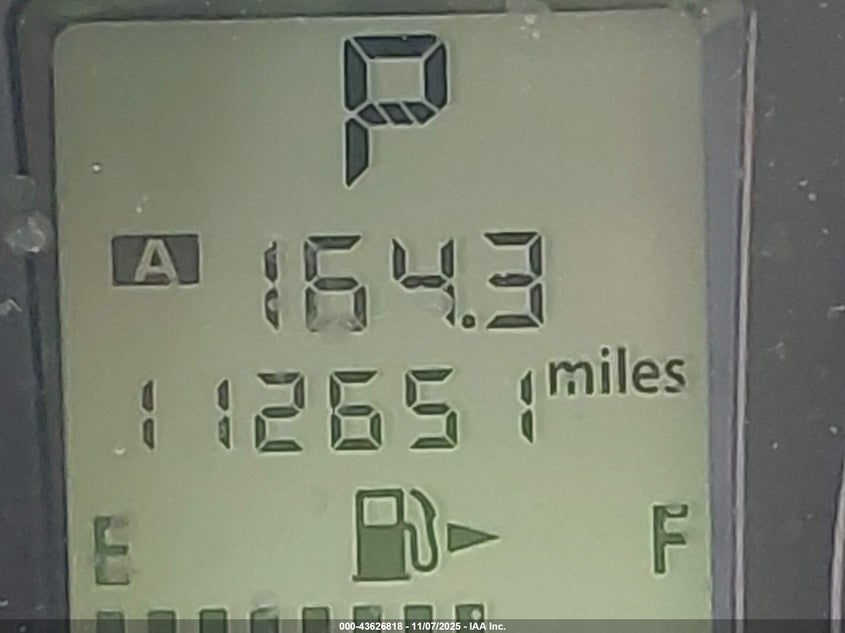 P
A 164.3
112651 miles
E F
000-43626818 - 11/07/2025 - IAA Inc.